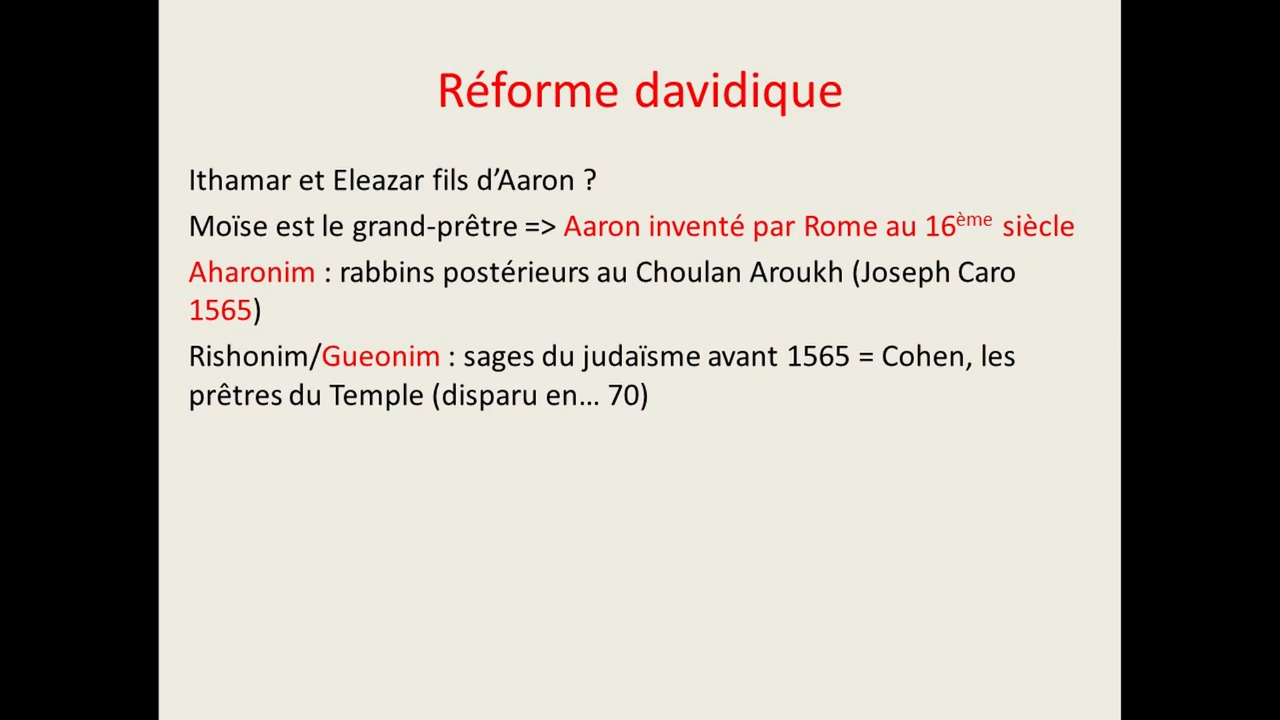 Réforme davidique
Ithamar et Eleazar fils d’Aaron ?
Moïse est le grand-prêtre => Aaron inventé par Rome au 16ème siècle
Aharonim : rabbins postérieurs au Choulan Aroukh (Joseph Caro
1565)
Rishonim/Gueonim : sages du judaïsme avant 1565 = Cohen, les
prêtres du Temple (disparu en… 70)